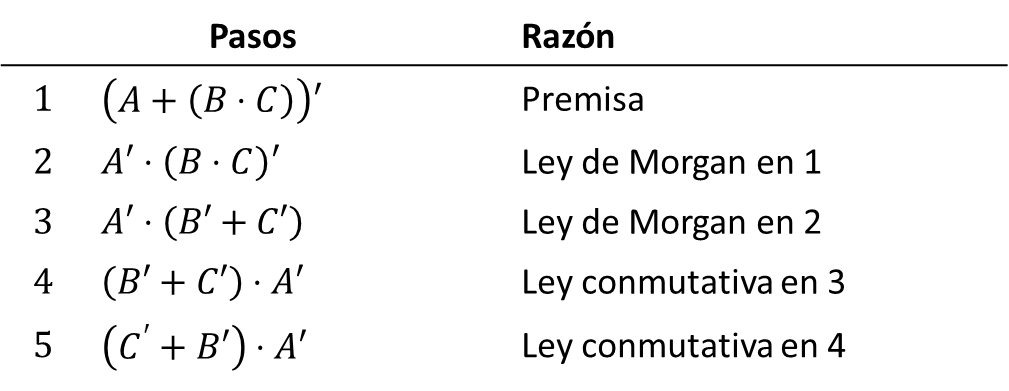 Pasos Razón
1 (A + (B · C))′ Premisa
2 A′ · (B · C)′ Ley de Morgan en 1
3 A′ · (B′ + C′) Ley de Morgan en 2
4 (B′ + C′) · A′ Ley conmutativa en 3
5 (C′ + B′) · A′ Ley conmutativa en 4